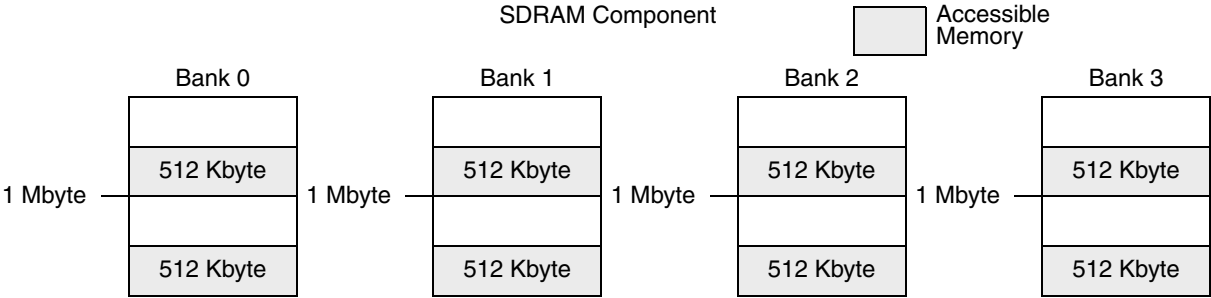 SDRAM Component
Accessible
Memory
Bank 0
Bank 1
Bank 2
Bank 3
512 Kbyte
512 Kbyte
512 Kbyte
512 Kbyte
1 Mbyte
1 Mbyte
1 Mbyte
1 Mbyte
512 Kbyte
512 Kbyte
512 Kbyte
512 Kbyte